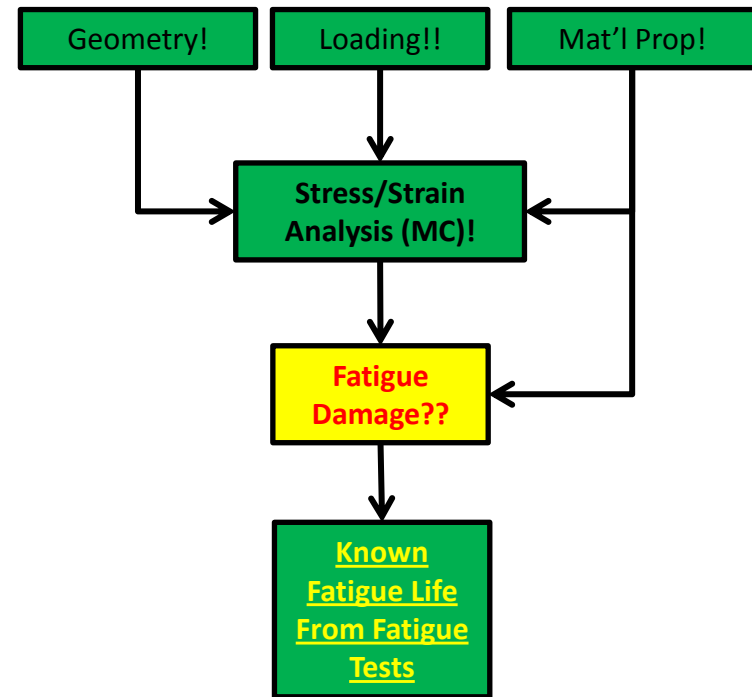 Geometry!
Loading!!
Mat’l Prop!
Stress/Strain
Analysis (MC)!
Fatigue
Damage??
Known
Fatigue Life
From Fatigue
Tests